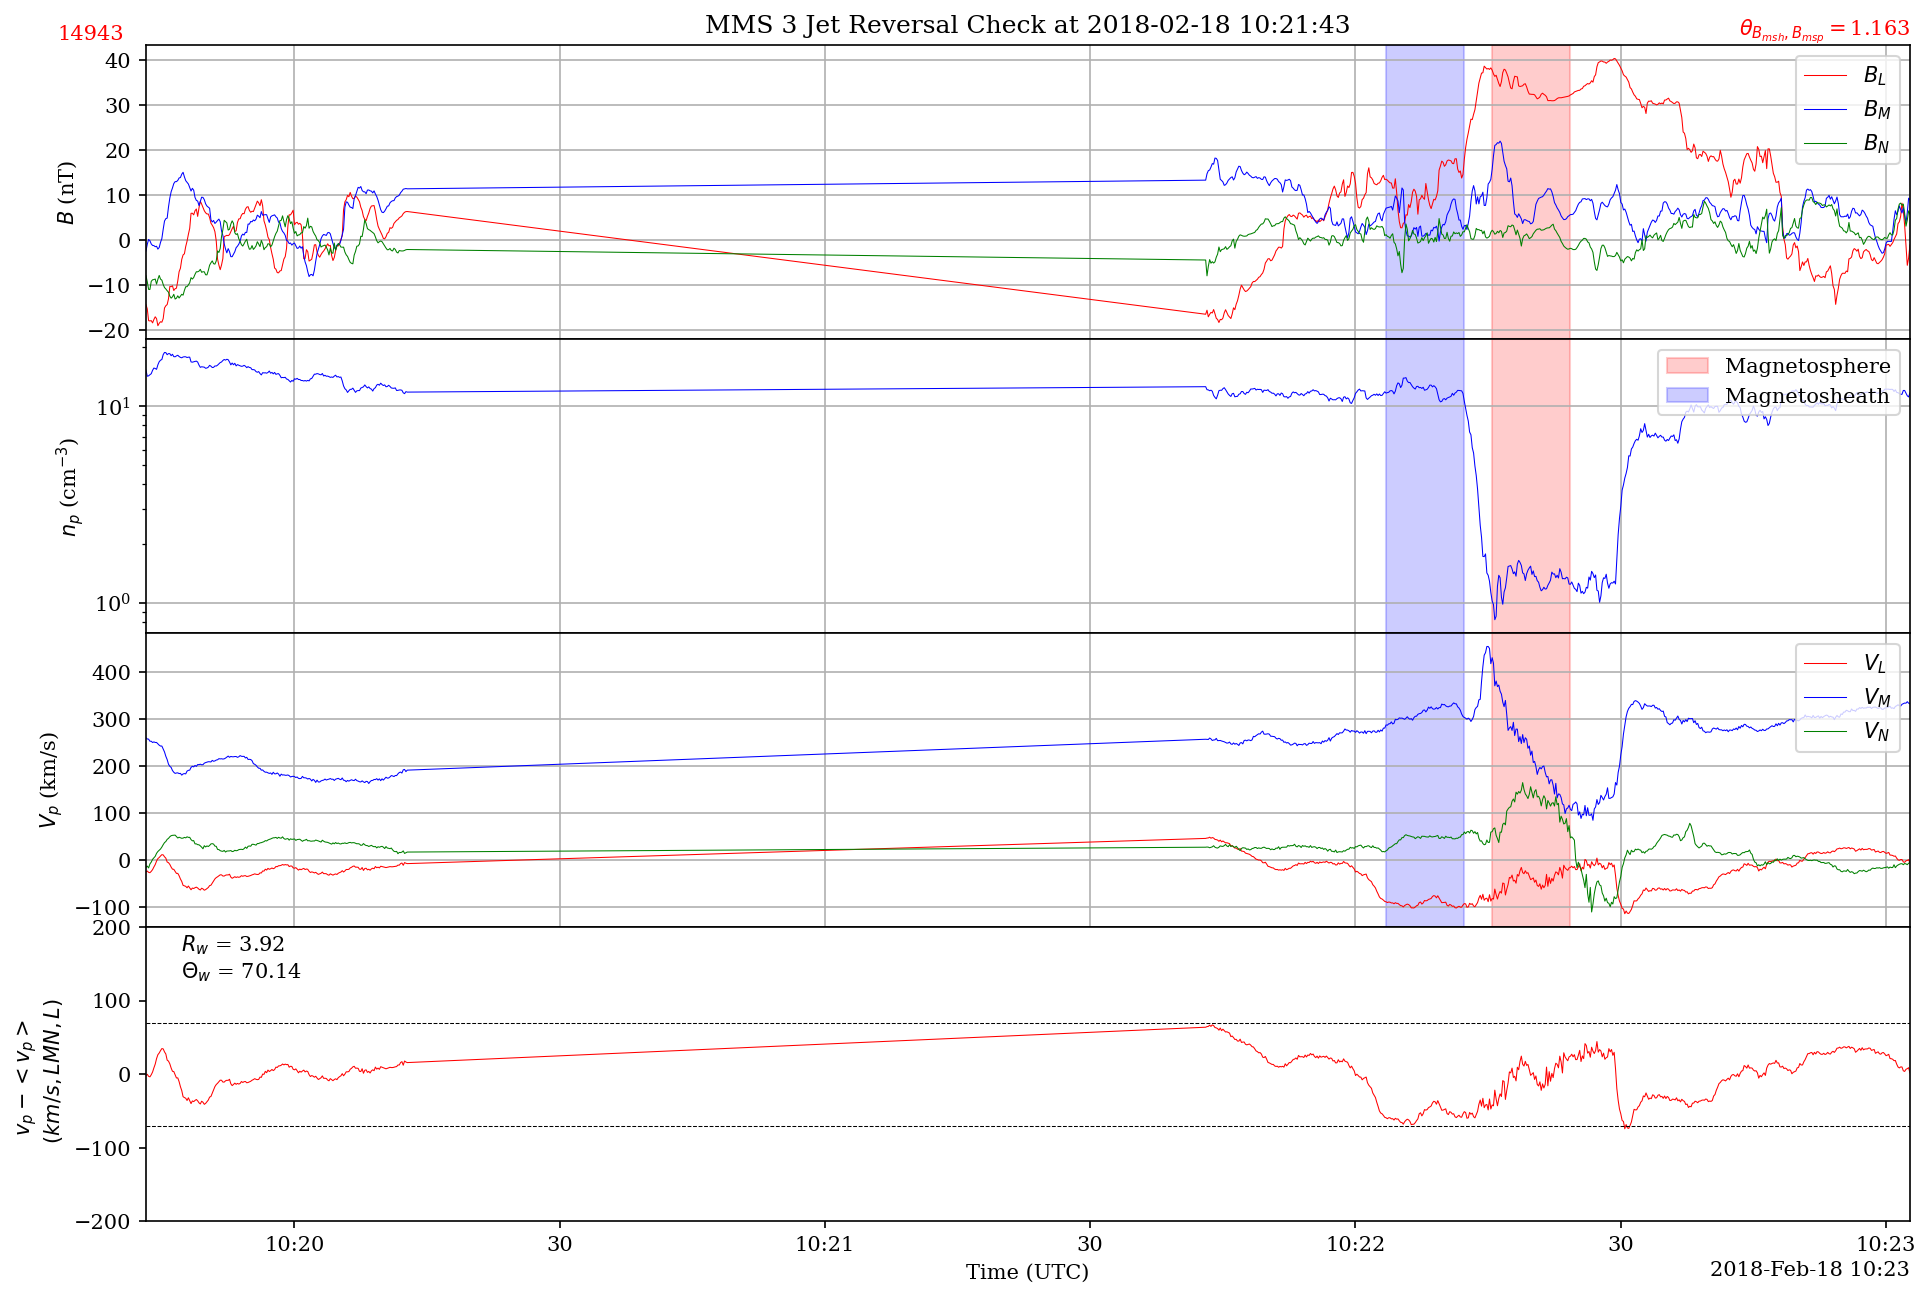 14943
MMS 3 Jet Reversal Check at 2018-02-18 10:21:43
θ_{B_{msh}, B_{msp}} = 1.163
40
30
20
10
0
−10
−20
B (nT)
B_L
B_M
B_N
10^1
10^0
n_p (cm^{−3})
Magnetosphere
Magnetosheath
400
300
200
100
0
−100
V_p (km/s)
V_L
V_M
V_N
200
100
0
−100
−200
v_p − <v_p>
(km/s, LMN, L)
R_w = 3.92
Θ_w = 70.14
10:20
30
10:21
30
10:22
30
10:23
Time (UTC)
2018-Feb-18 10:23